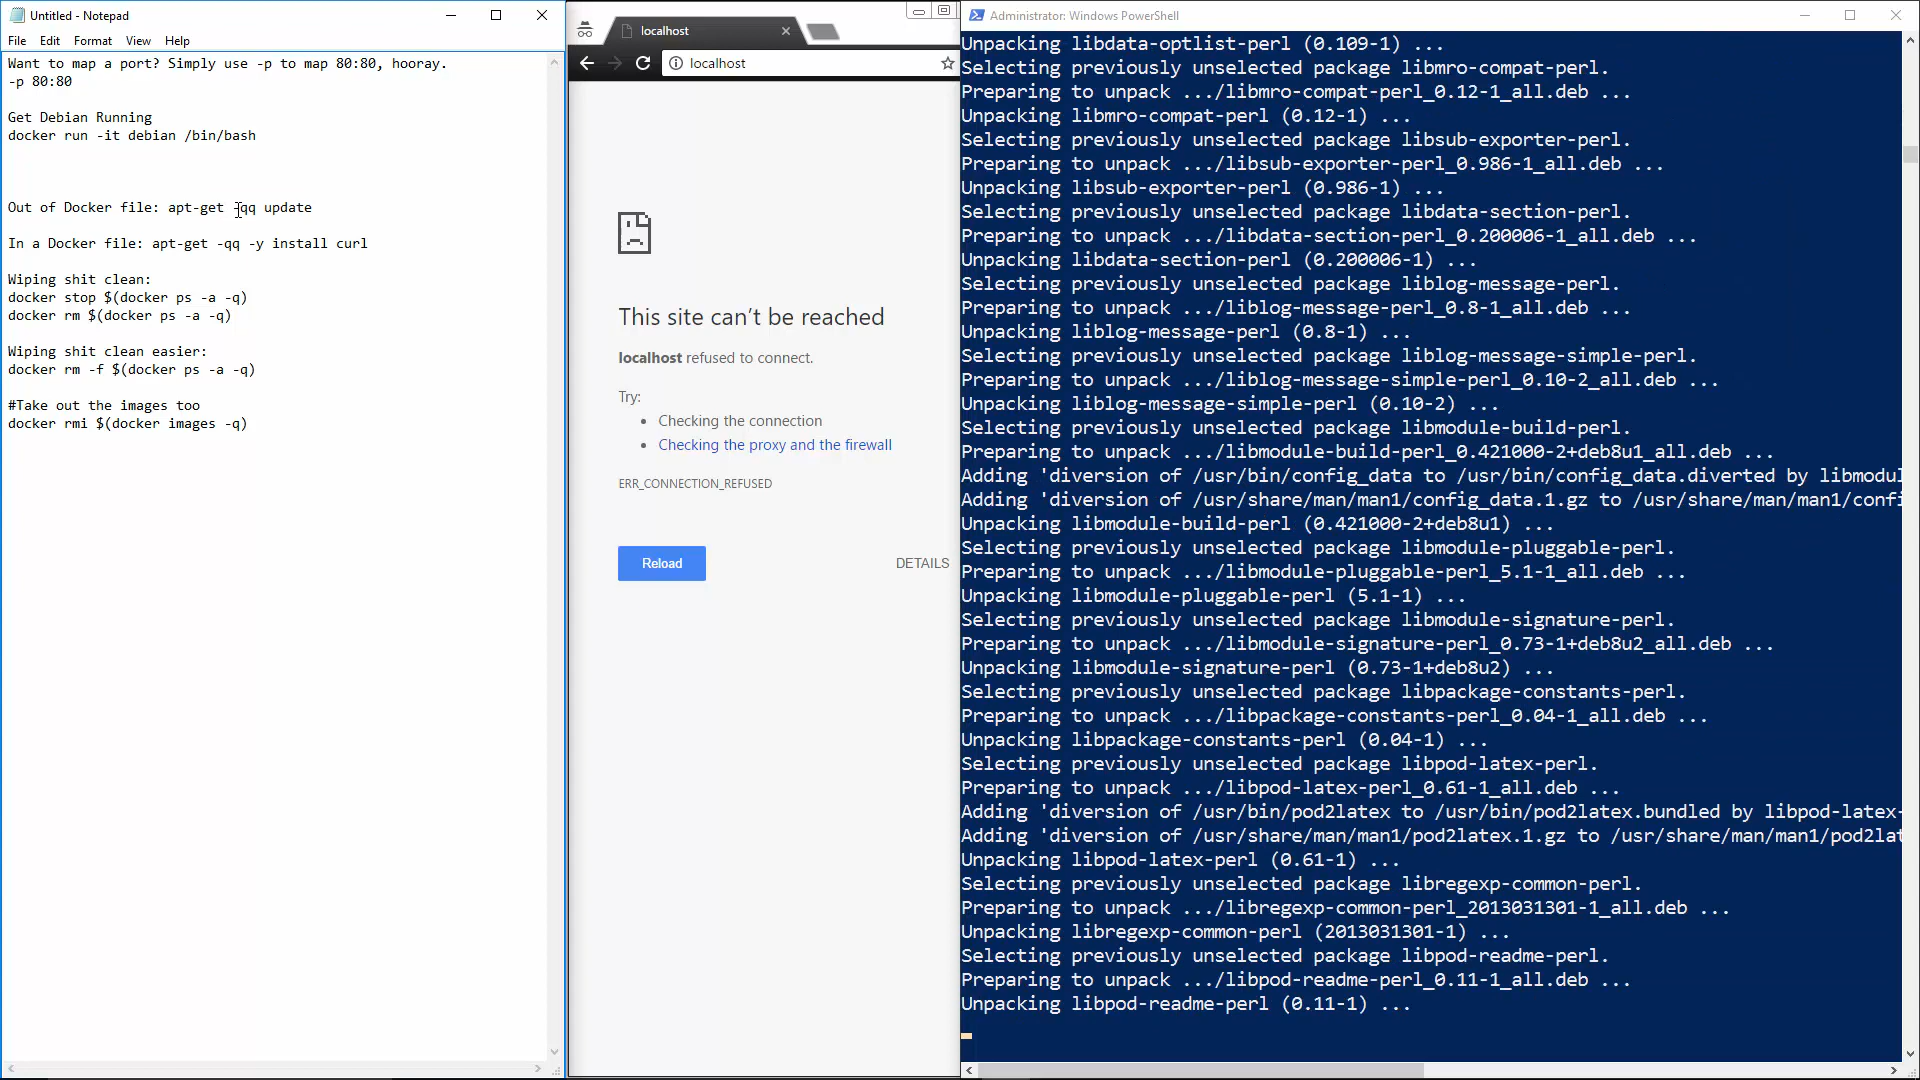 Untitled - Notepad
File Edit Format View Help
Want to map a port? Simply use -p to map 80:80, hooray.
-p 80:80
Get Debian Running
docker run -it debian /bin/bash
Out of Docker file: apt-get -qq update
In a Docker file: apt-get -qq -y install curl
Wiping shit clean:
docker stop $(docker ps -a -q)
docker rm $(docker ps -a -q)
Wiping shit clean easier:
docker rm -f $(docker ps -a -q)
#Take out the images too
docker rmi $(docker images -q)
localhost
localhost
This site can’t be reached
localhost refused to connect.
Try:
Checking the connection
Checking the proxy and the firewall
ERR_CONNECTION_REFUSED
Reload
DETAILS
Administrator: Windows PowerShell
Unpacking libdata-optlist-perl (0.109-1) ...
Selecting previously unselected package libmro-compat-perl.
Preparing to unpack .../libmro-compat-perl_0.12-1_all.deb ...
Unpacking libmro-compat-perl (0.12-1) ...
Selecting previously unselected package libsub-exporter-perl.
Preparing to unpack .../libsub-exporter-perl_0.986-1_all.deb ...
Unpacking libsub-exporter-perl (0.986-1) ...
Selecting previously unselected package libdata-section-perl.
Preparing to unpack .../libdata-section-perl_0.200006-1_all.deb ...
Unpacking libdata-section-perl (0.200006-1) ...
Selecting previously unselected package liblog-message-perl.
Preparing to unpack .../liblog-message-perl_0.8-1_all.deb ...
Unpacking liblog-message-perl (0.8-1) ...
Selecting previously unselected package liblog-message-simple-perl.
Preparing to unpack .../liblog-message-simple-perl_0.10-2_all.deb ...
Unpacking liblog-message-simple-perl (0.10-2) ...
Selecting previously unselected package libmodule-build-perl.
Preparing to unpack .../libmodule-build-perl_0.421000-2+deb8u1_all.deb ...
Adding 'diversion of /usr/bin/config_data to /usr/bin/config_data.diverted by libmodul
Adding 'diversion of /usr/share/man/man1/config_data.1.gz to /usr/share/man/man1/confi
Unpacking libmodule-build-perl (0.421000-2+deb8u1) ...
Selecting previously unselected package libmodule-pluggable-perl.
Preparing to unpack .../libmodule-pluggable-perl_5.1-1_all.deb ...
Unpacking libmodule-pluggable-perl (5.1-1) ...
Selecting previously unselected package libmodule-signature-perl.
Preparing to unpack .../libmodule-signature-perl_0.73-1+deb8u2_all.deb ...
Unpacking libmodule-signature-perl (0.73-1+deb8u2) ...
Selecting previously unselected package libpackage-constants-perl.
Preparing to unpack .../libpackage-constants-perl_0.04-1_all.deb ...
Unpacking libpackage-constants-perl (0.04-1) ...
Selecting previously unselected package libpod-latex-perl.
Preparing to unpack .../libpod-latex-perl_0.61-1_all.deb ...
Adding 'diversion of /usr/bin/pod2latex to /usr/bin/pod2latex.bundled by libpod-latex-
Adding 'diversion of /usr/share/man/man1/pod2latex.1.gz to /usr/share/man/man1/pod2lat
Unpacking libpod-latex-perl (0.61-1) ...
Selecting previously unselected package libregexp-common-perl.
Preparing to unpack .../libregexp-common-perl_2013031301-1_all.deb ...
Unpacking libregexp-common-perl (2013031301-1) ...
Selecting previously unselected package libpod-readme-perl.
Preparing to unpack .../libpod-readme-perl_0.11-1_all.deb ...
Unpacking libpod-readme-perl (0.11-1) ...